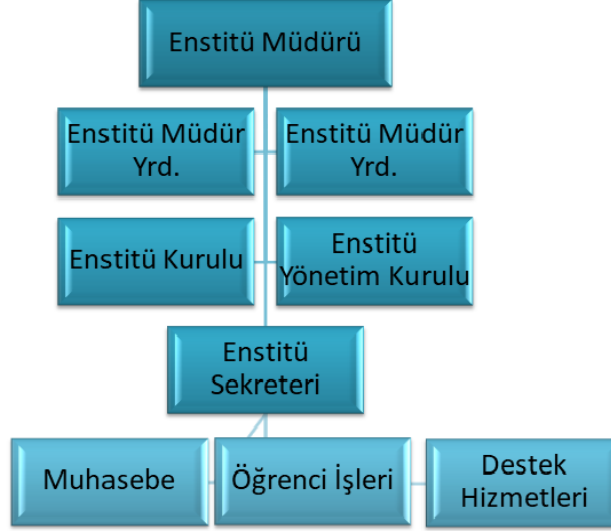 Enstitü Müdürü
Enstitü Müdür
Yrd.
Enstitü Müdür
Yrd.
Enstitü Kurulu
Enstitü
Yönetim Kurulu
Enstitü
Sekreteri
Muhasebe
Öğrenci İşleri
Destek
Hizmetleri